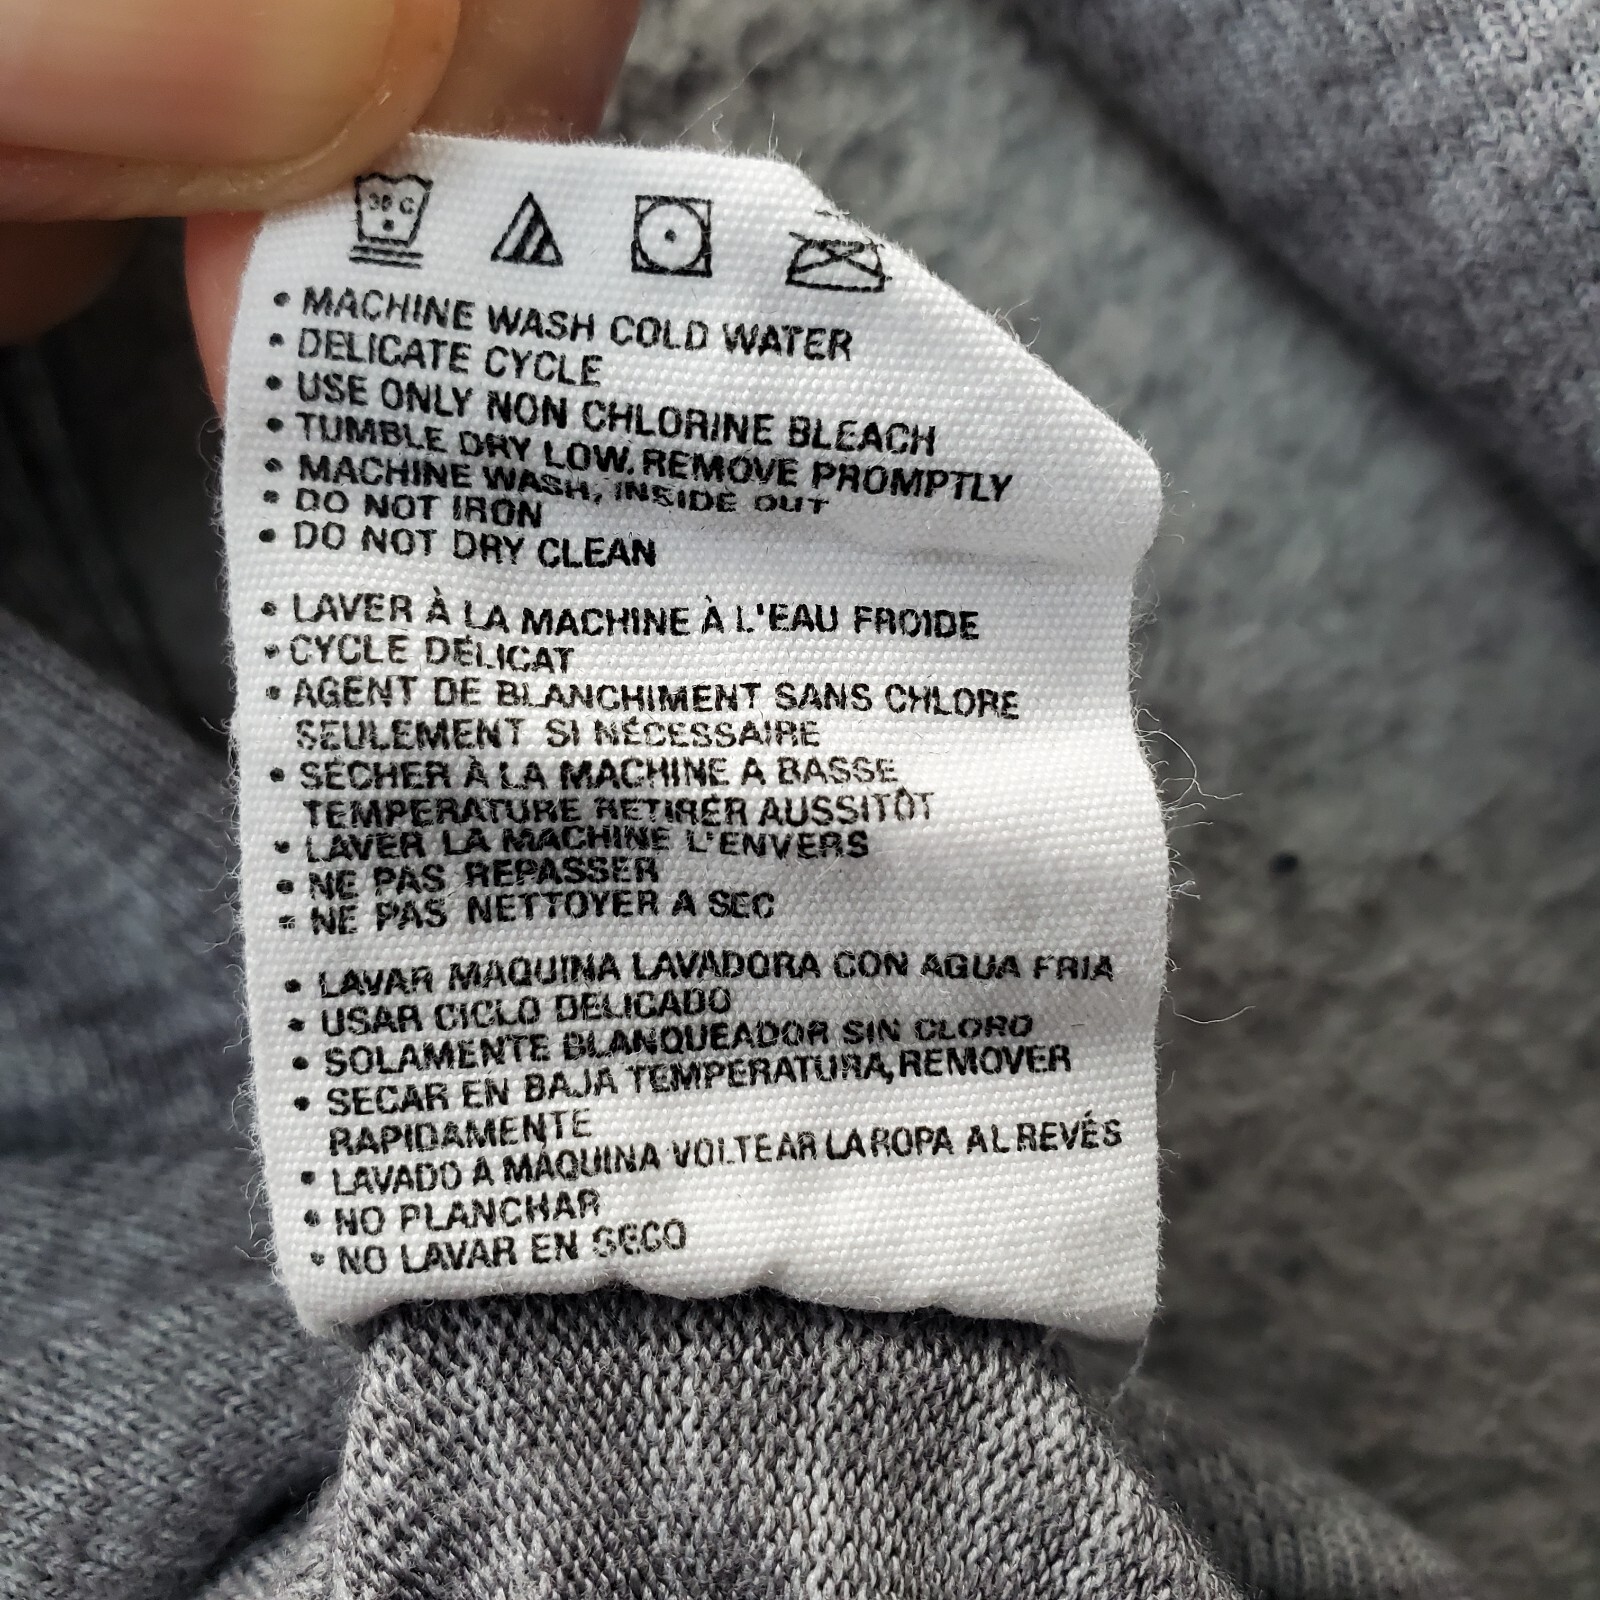 30 C
• MACHINE WASH COLD WATER
• DELICATE CYCLE
• USE ONLY NON CHLORINE BLEACH
• TUMBLE DRY LOW. REMOVE PROMPTLY
• MACHINE WASH, INSIDE OUT
• DO NOT IRON
• DO NOT DRY CLEAN
• LAVER À LA MACHINE À L'EAU FROIDE
• CYCLE DÉLICAT
• AGENT DE BLANCHIMENT SANS CHLORE
SEULEMENT SI NÉCESSAIRE
• SÉCHER À LA MACHINE A BASSE
TEMPERATURE RETIRER AUSSITÔT
• LAVER LA MACHINE L'ENVERS
• NE PAS REPASSER
• NE PAS NETTOYER A SEC
• LAVAR MAQUINA LAVADORA CON AGUA FRIA
• USAR CICLO DELICADO
• SOLAMENTE BLANQUEADOR SIN CLORO
• SECAR EN BAJA TEMPERATURA, REMOVER
RAPIDAMENTE
• LAVADO A MÁQUINA VOLTEAR LA ROPA AL REVÉS
• NO PLANCHAR
• NO LAVAR EN SECO